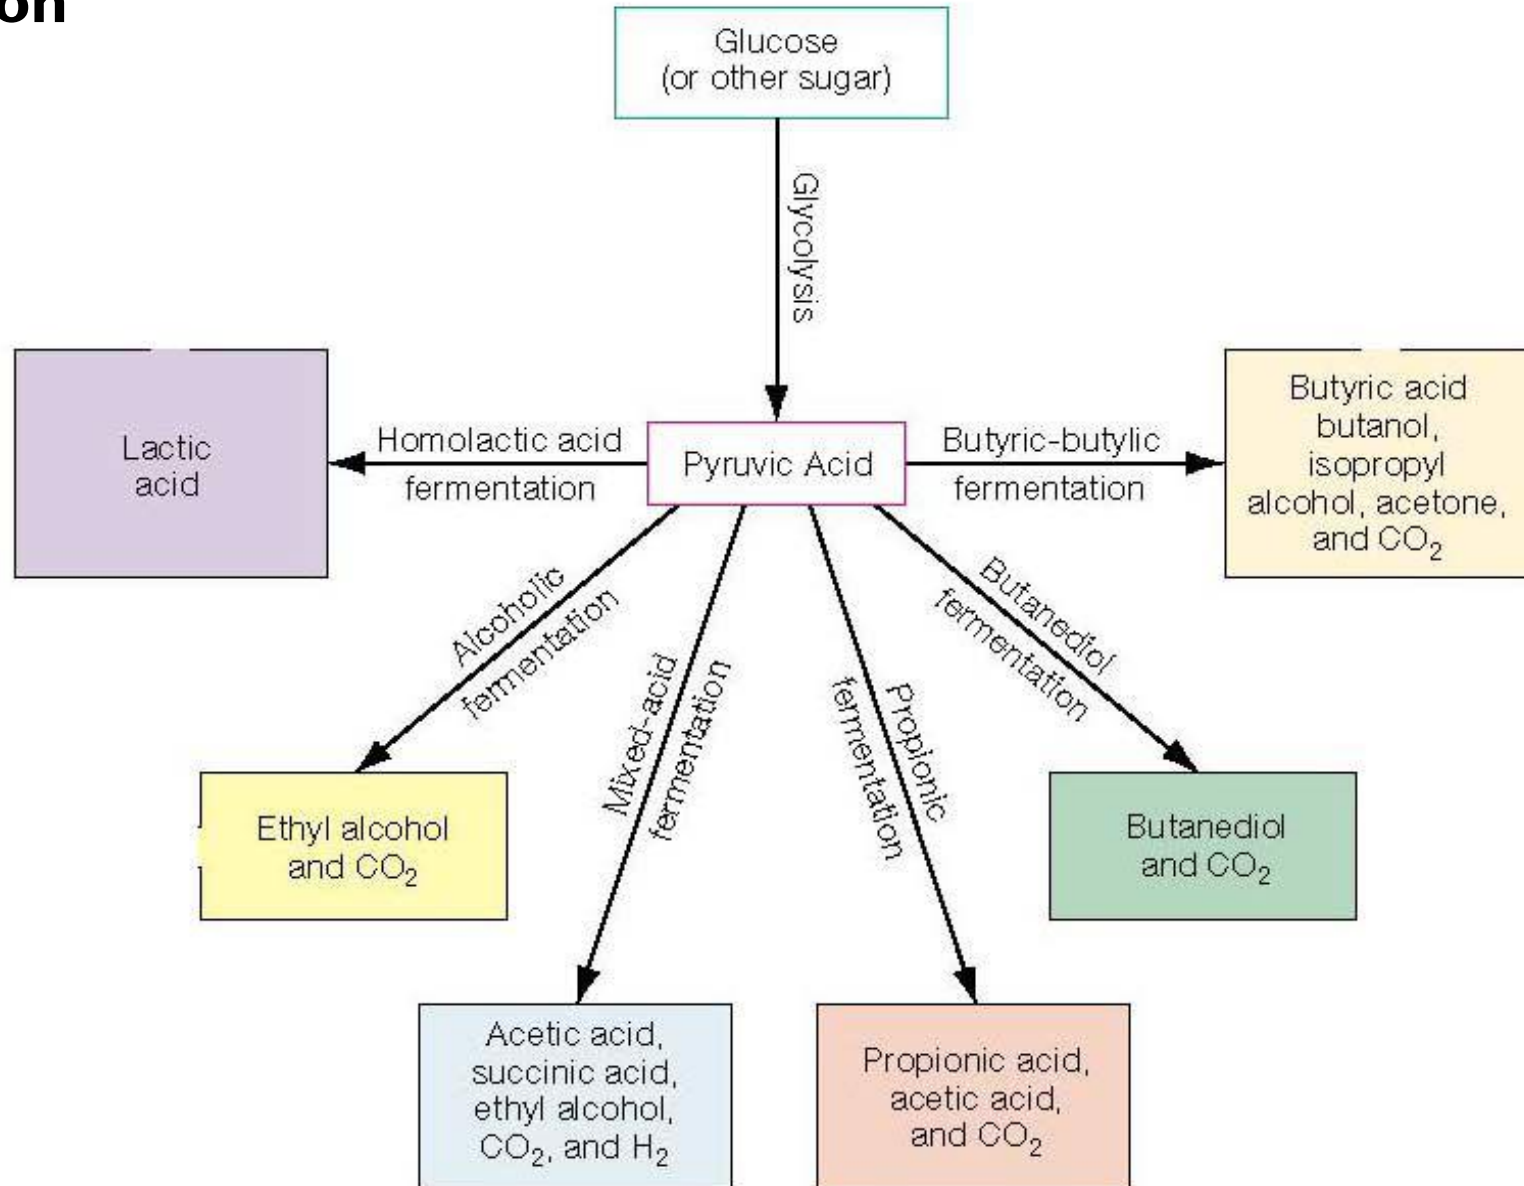 on
Glucose
(or other sugar)
Glycolysis
Lactic
acid
Homolactic acid
fermentation
Pyruvic Acid
Butyric-butylic
fermentation
Butyric acid
butanol,
isopropyl
alcohol, acetone,
and CO₂
Alcoholic
fermentation
Mixed-acid
fermentation
Propionic
fermentation
Butanediol
fermentation
Ethyl alcohol
and CO₂
Butanediol
and CO₂
Acetic acid,
succinic acid,
ethyl alcohol,
CO₂, and H₂
Propionic acid,
acetic acid,
and CO₂